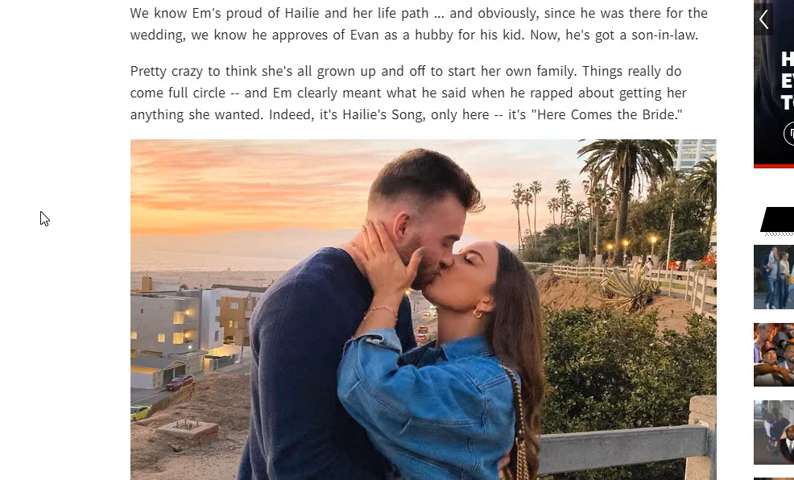 We know Em's proud of Hailie and her life path ... and obviously, since he was there for the
wedding, we know he approves of Evan as a hubby for his kid. Now, he's got a son-in-law.
Pretty crazy to think she's all grown up and off to start her own family. Things really do
come full circle -- and Em clearly meant what he said when he rapped about getting her
anything she wanted. Indeed, it's Hailie's Song, only here -- it's "Here Comes the Bride."